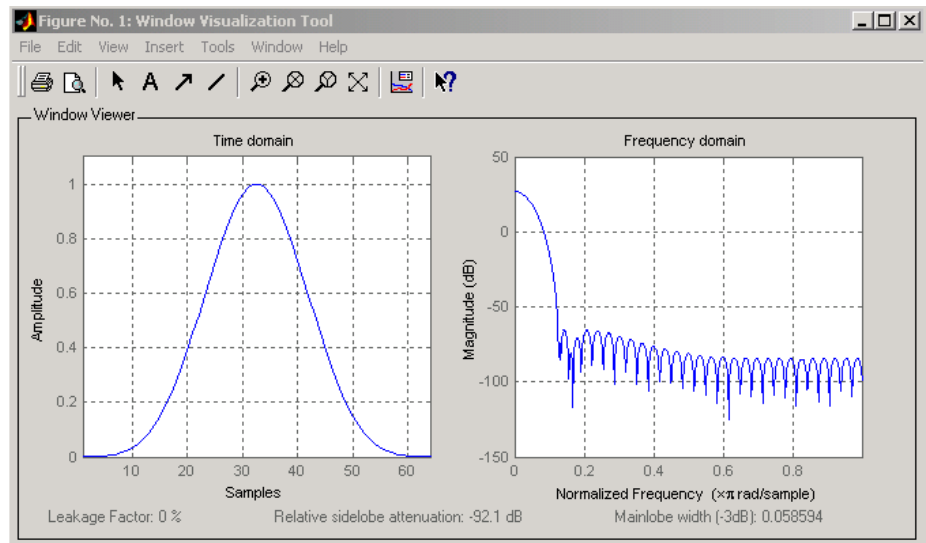 Figure No. 1: Window Visualization Tool
File Edit View Insert Tools Window Help
A
?
Window Viewer
Time domain
1
0.8
0.6
0.4
0.2
0
Amplitude
10 20 30 40 50 60
Samples
Frequency domain
50
0
-50
-100
-150
Magnitude (dB)
0 0.2 0.4 0.6 0.8
Normalized Frequency (×π rad/sample)
Leakage Factor: 0 % Relative sidelobe attenuation: -92.1 dB Mainlobe width (-3dB): 0.058594